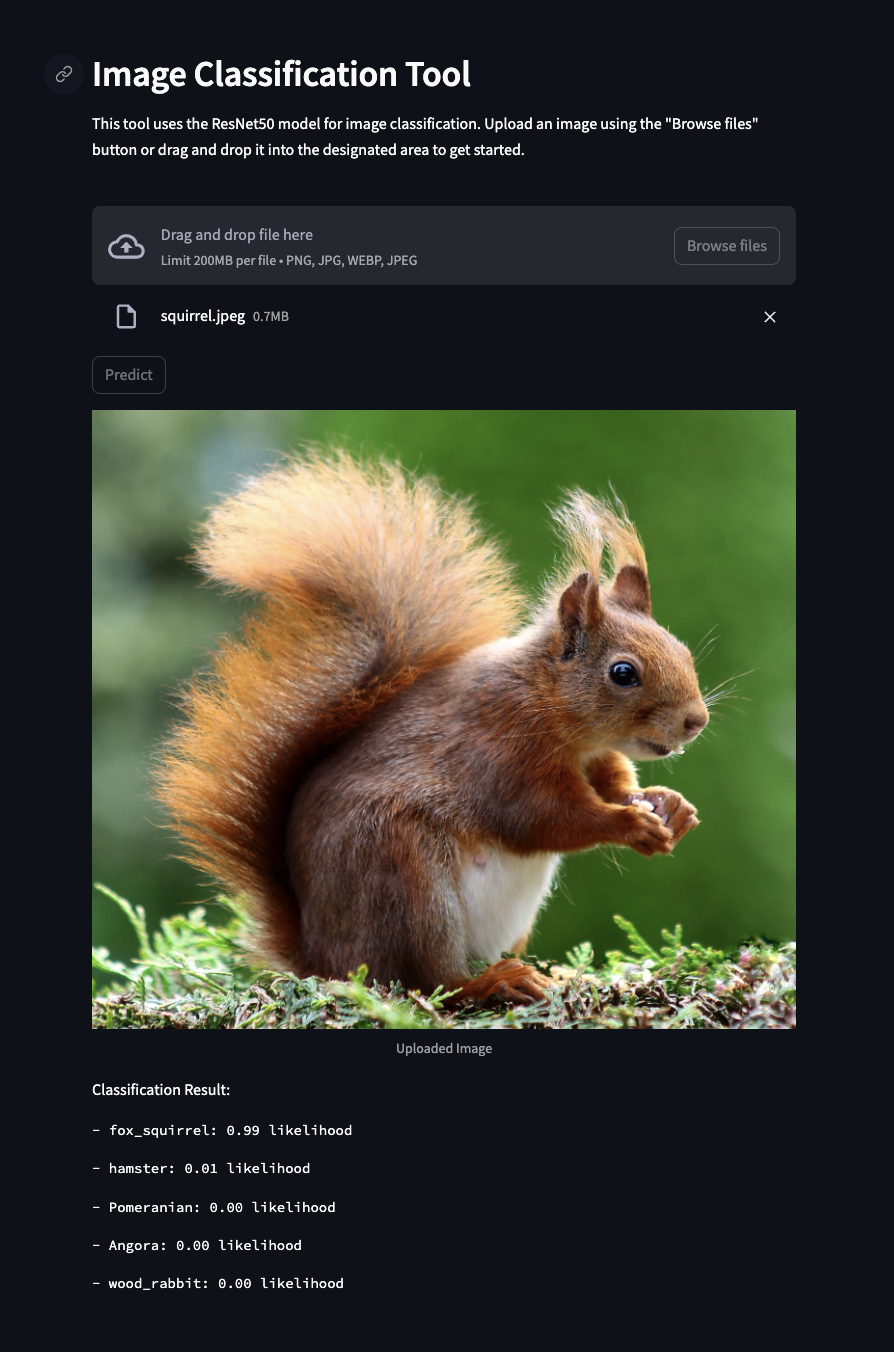 Image Classification Tool
This tool uses the ResNet50 model for image classification. Upload an image using the "Browse files"
button or drag and drop it into the designated area to get started.
Drag and drop file here
Limit 200MB per file • PNG, JPG, WEBP, JPEG
Browse files
squirrel.jpeg 0.7MB
Predict
Uploaded Image
Classification Result:
- fox_squirrel: 0.99 likelihood
- hamster: 0.01 likelihood
- Pomeranian: 0.00 likelihood
- Angora: 0.00 likelihood
- wood_rabbit: 0.00 likelihood